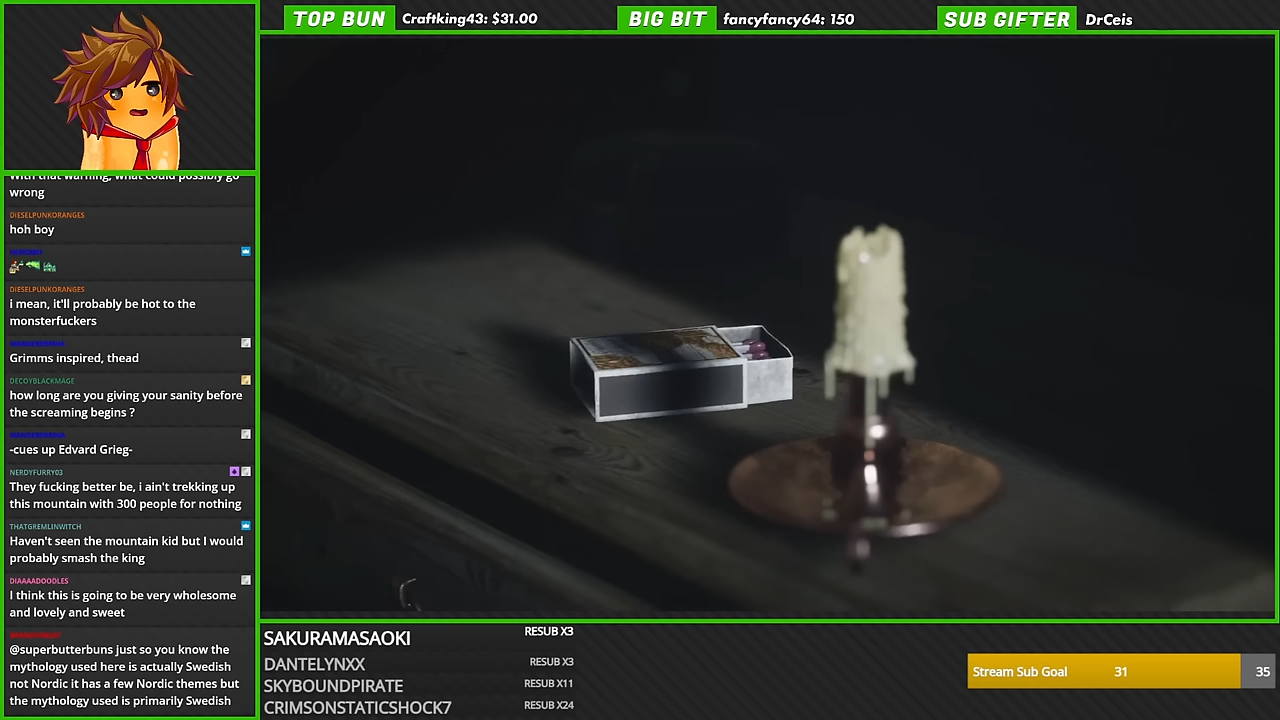 TOP BUN Craftking43: $31.00 BIG BIT fancyfancy64: 150 SUB GIFTER DrCeis
With that warning, what could possibly go
wrong
DIESELPUNKORANGES
hoh boy
DIESELPUNKORANGES
i mean, it'll probably be hot to the
monsterfuckers
Grimms inspired, thead
DECOYBLACKMAGE
how long are you giving your sanity before
the screaming begins ?
-cues up Edvard Grieg-
NERDYFURRY03
They fucking better be, i ain't trekking up
this mountain with 300 people for nothing
THATGREMLINWITCH
Haven't seen the mountain kid but I would
probably smash the king
DIAAAADOODLES
I think this is going to be very wholesome
and lovely and sweet
@superbutterbuns just so you know the
mythology used here is actually Swedish
not Nordic it has a few Nordic themes but
the mythology used is primarily Swedish
SAKURAMASAOKI RESUB X3
DANTELYNXX RESUB X3
SKYBOUNDPIRATE RESUB X11
CRIMSONSTATICSHOCK7 RESUB X24
Stream Sub Goal 31 35